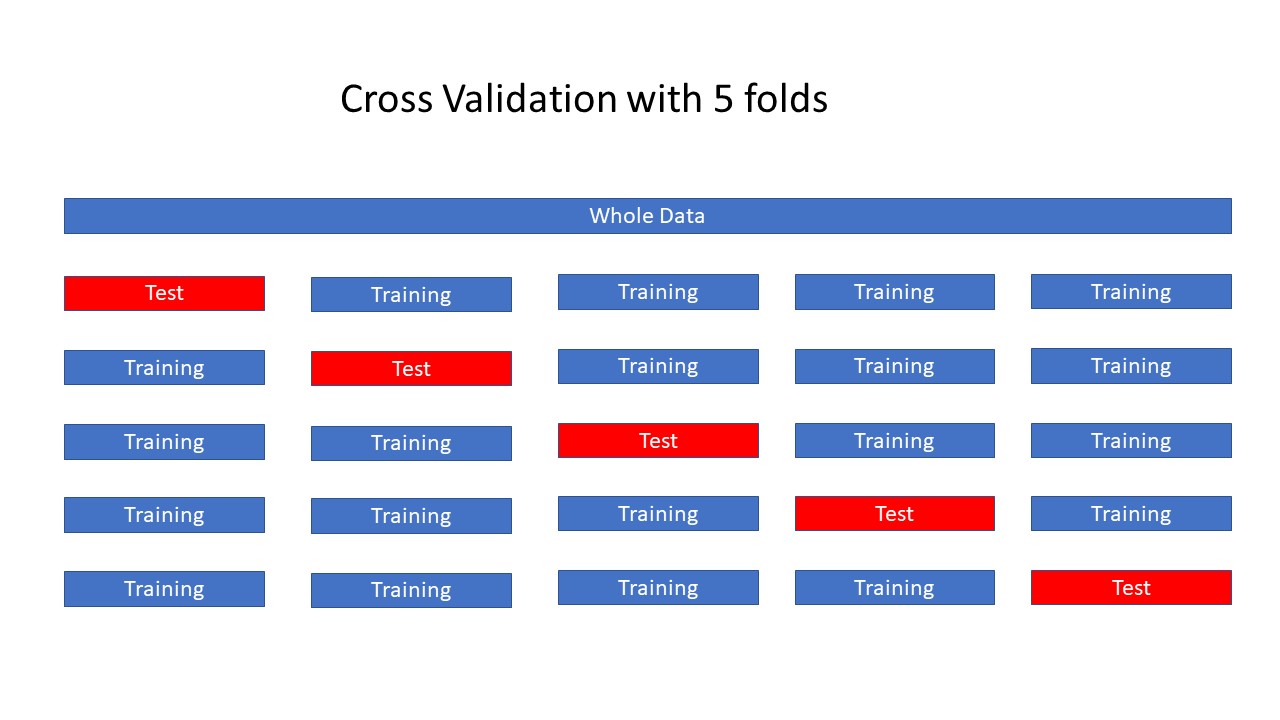 Cross Validation with 5 folds
Whole Data
Test Training Training Training Training
Training Test Training Training Training
Training Training Test Training Training
Training Training Training Test Training
Training Training Training Training Test